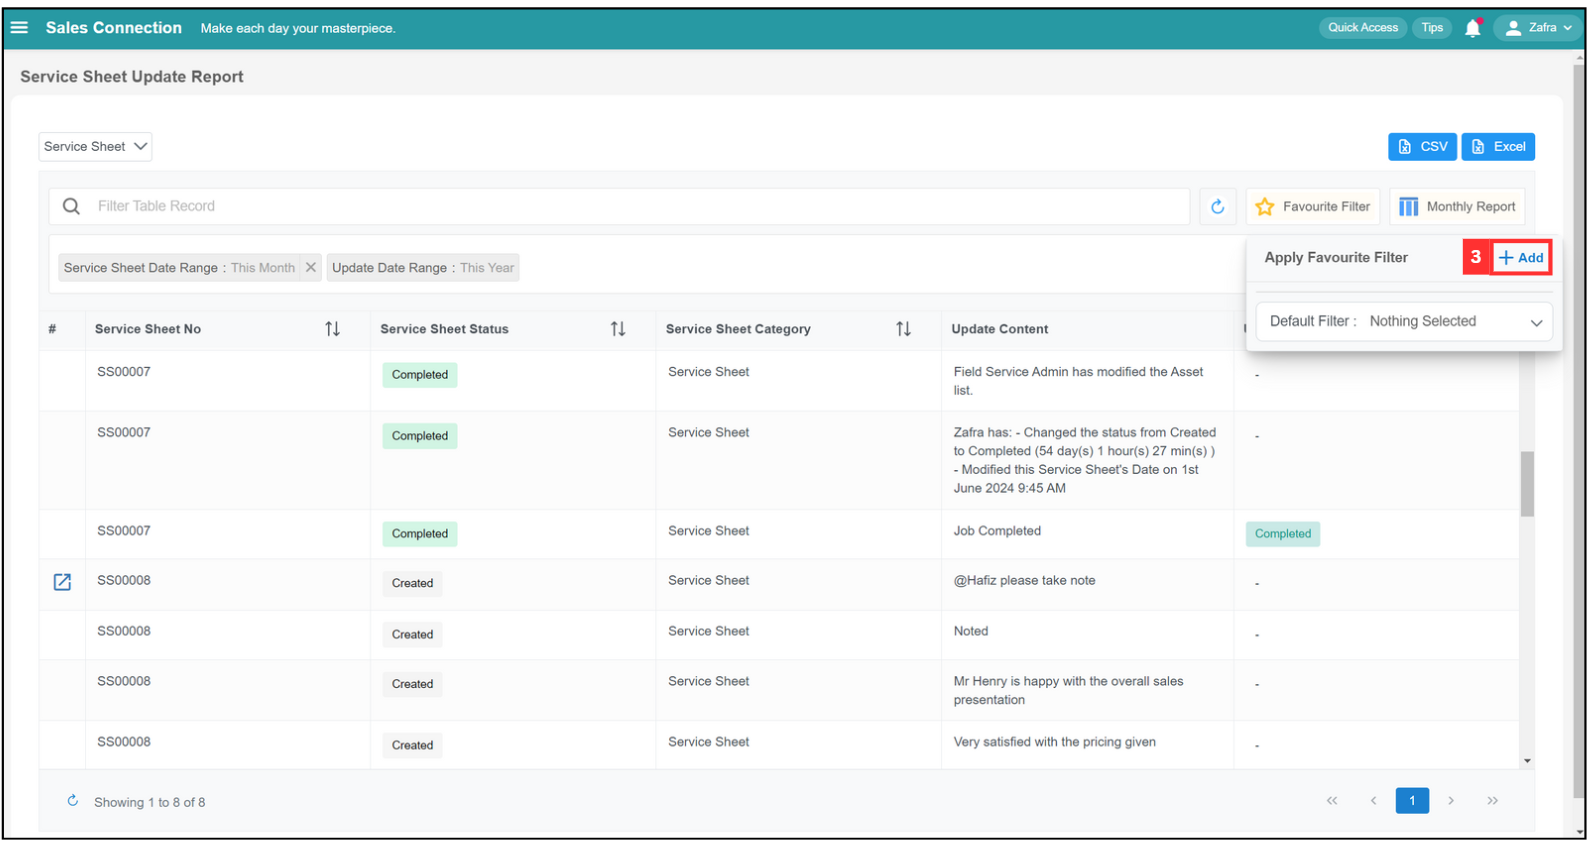 Sales Connection Make each day your masterpiece. Quick Access Tips Zafra
Service Sheet Update Report
Service Sheet CSV Excel
Filter Table Record Favourite Filter Monthly Report
Service Sheet Date Range : This Month Update Date Range : This Year
Apply Favourite Filter 3 + Add
Default Filter : Nothing Selected
# Service Sheet No Service Sheet Status Service Sheet Category Update Content
SS00007 Completed Service Sheet Field Service Admin has modified the Asset
list. -
SS00007 Completed Service Sheet Zafra has: - Changed the status from Created
to Completed (54 day(s) 1 hour(s) 27 min(s) )
- Modified this Service Sheet's Date on 1st
June 2024 9:45 AM -
SS00007 Completed Service Sheet Job Completed Completed
SS00008 Created Service Sheet @Hafiz please take note -
SS00008 Created Service Sheet Noted -
SS00008 Created Service Sheet Mr Henry is happy with the overall sales
presentation -
SS00008 Created Service Sheet Very satisfied with the pricing given -
Showing 1 to 8 of 8 << < 1 > >>